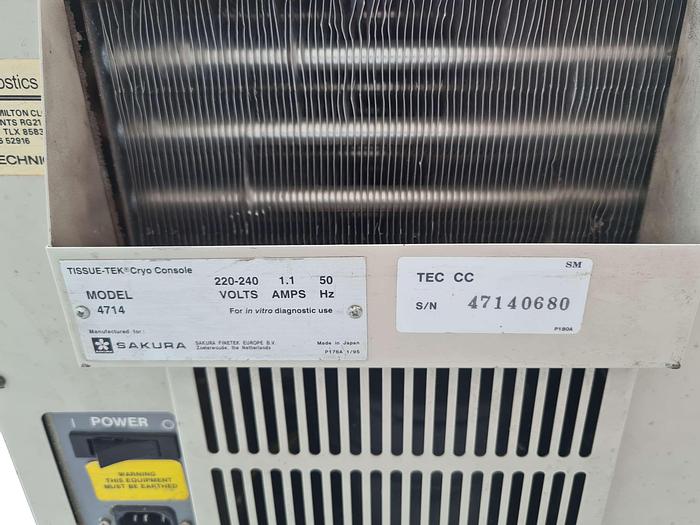 ostics
MILTON CL
NTS RG21
TLX 8583
S 52916
ECHNI
TISSUE-TEK® Cryo Console
220-240 1.1 50
MODEL VOLTS AMPS Hz
4714 For in vitro diagnostic use
Manufactured for:
SAKURA SAKURA FINETEK EUROPE B.V. Made in Japan
Zoeterwoude, the Netherlands P178A 1/95
SM
TEC CC
S/N 47140680
P180A
I POWER O
WARNING
THIS EQUIPMENT
MUST BE EARTHED